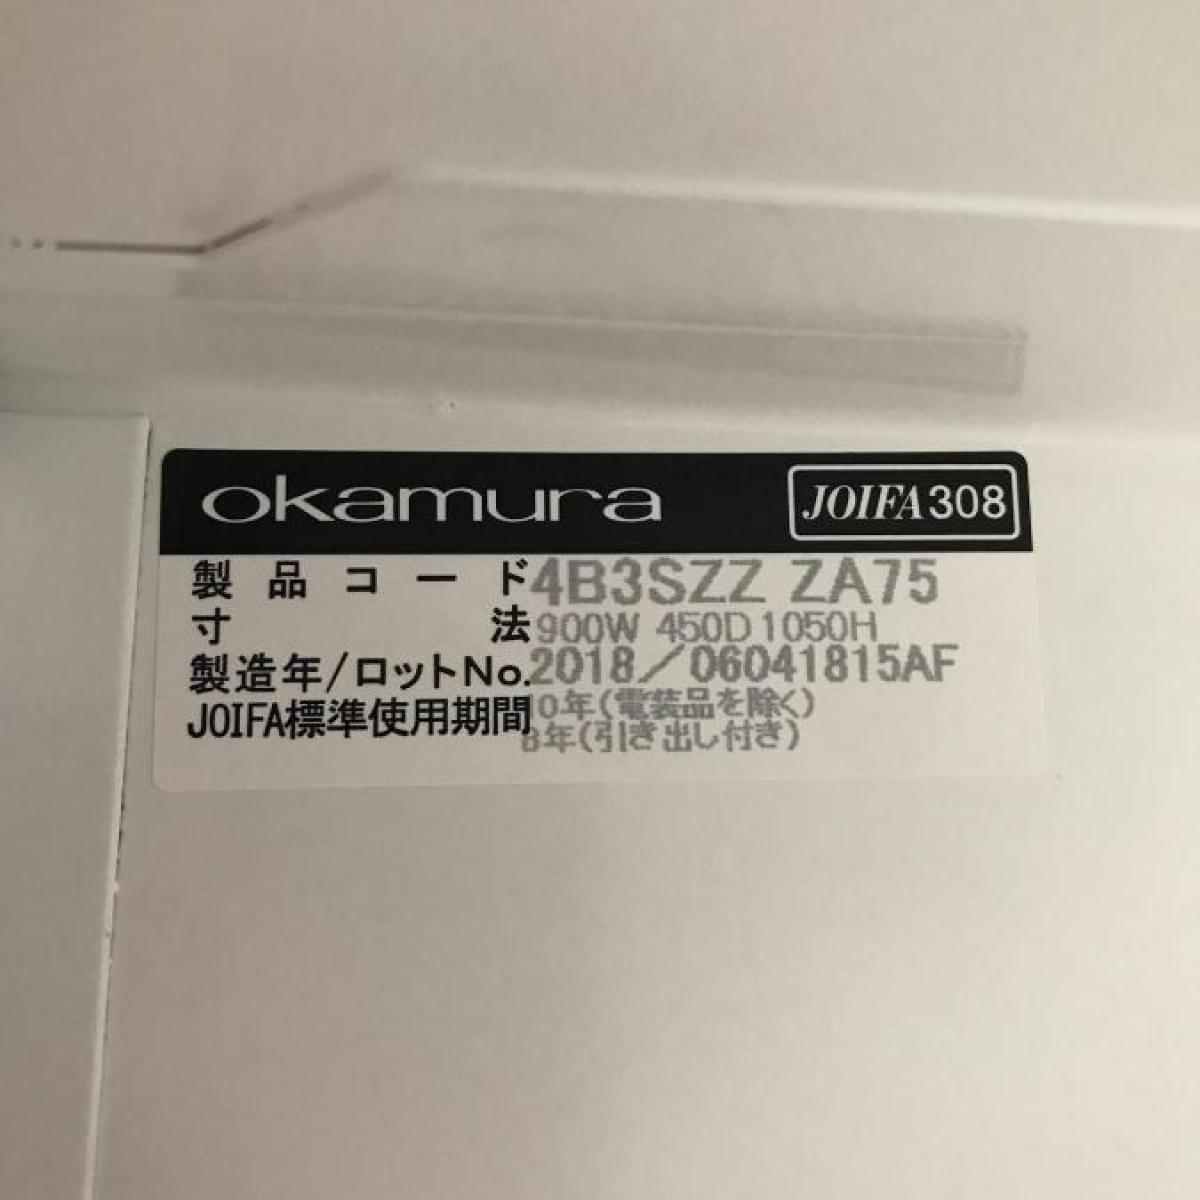 okamura JOIFA308
製品コード 4B3SZZ ZA75
寸法 900W 450D 1050H
製造年/ロットNo. 2018/06041815AF
JOIFA標準使用期間 10年(電装品を除く)
8年(引き出し付き)